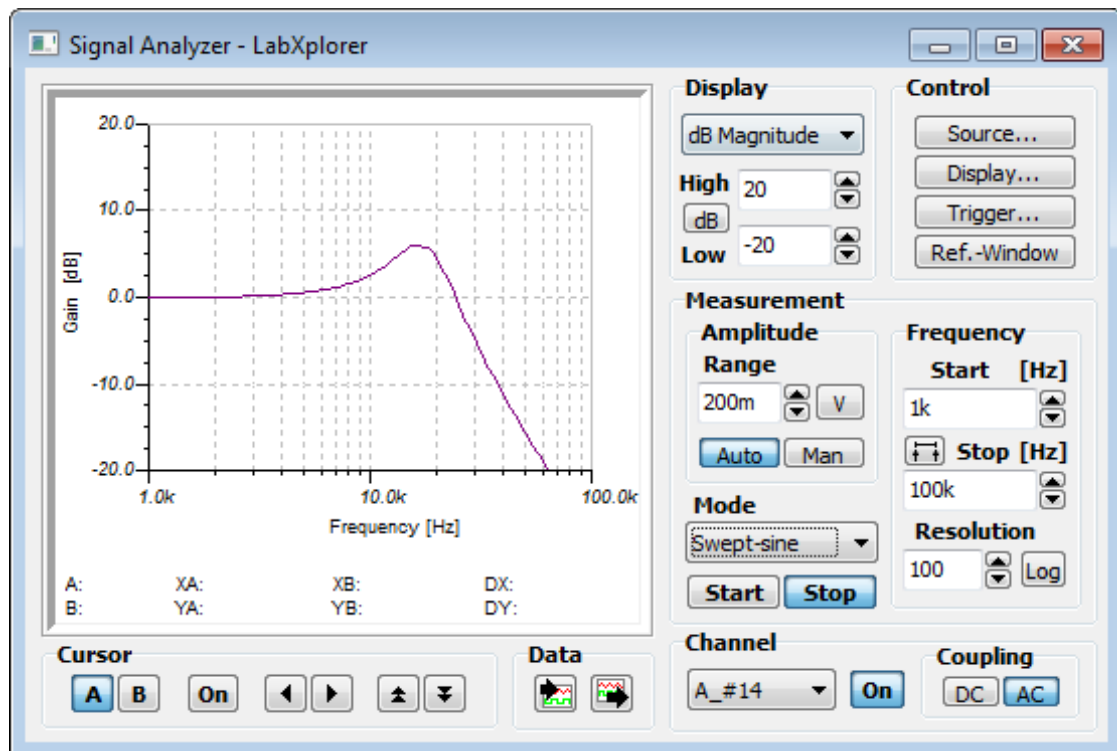 Signal Analyzer - LabXplorer
20.0
10.0
0.0
-10.0
-20.0
Gain [dB]
1.0k 10.0k 100.0k
Frequency [Hz]
A: XA: XB: DX:
B: YA: YB: DY:
Cursor
A B On
Data
Display
dB Magnitude
High 20
dB
Low -20
Control
Source...
Display...
Trigger...
Ref.-Window
Measurement
Amplitude
Range
200m V
Auto Man
Mode
Swept-sine
Start Stop
Frequency
Start [Hz]
1k
Stop [Hz]
100k
Resolution
100 Log
Channel
A_#14 On
Coupling
DC AC